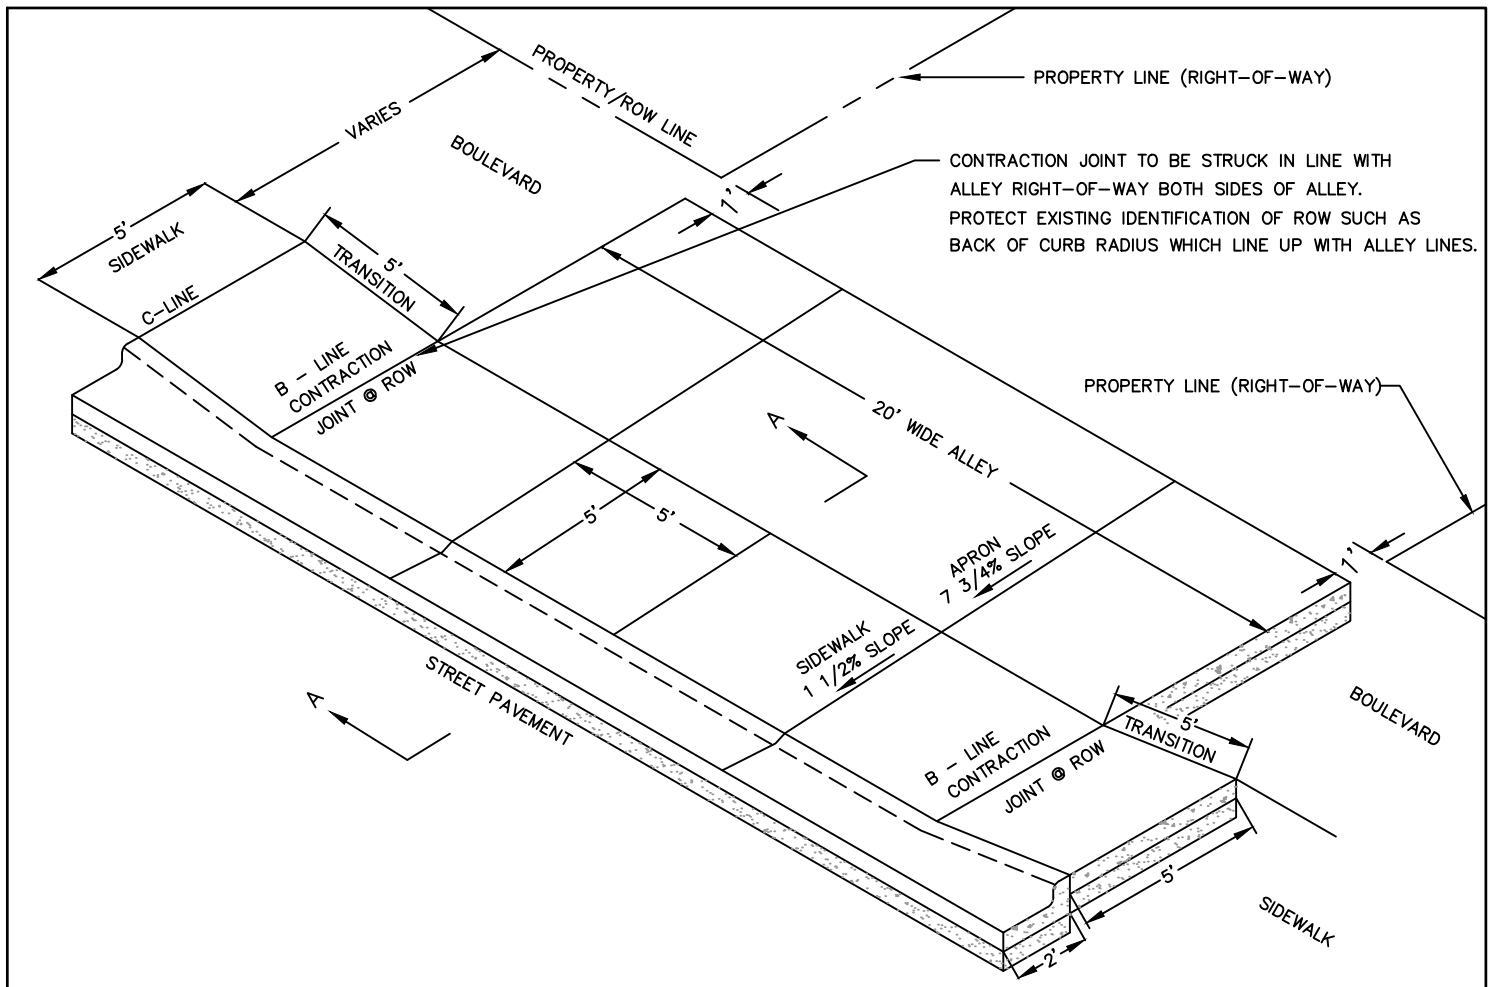 PROPERTY/ROW LINE
PROPERTY LINE (RIGHT-OF-WAY)
VARIES
BOULEVARD
CONTRACTION JOINT TO BE STRUCK IN LINE WITH
ALLEY RIGHT-OF-WAY BOTH SIDES OF ALLEY.
PROTECT EXISTING IDENTIFICATION OF ROW SUCH AS
BACK OF CURB RADIUS WHICH LINE UP WITH ALLEY LINES.
1'
5'
SIDEWALK
5'
TRANSITION
C-LINE
B - LINE
CONTRACTION
JOINT @ ROW
PROPERTY LINE (RIGHT-OF-WAY)
A
20' WIDE ALLEY
5'
5'
APRON
7 3/4% SLOPE
1'
SIDEWALK
1 1/2% SLOPE
STREET PAVEMENT
A
BOULEVARD
5'
TRANSITION
B - LINE
CONTRACTION
JOINT @ ROW
5'
SIDEWALK
2'